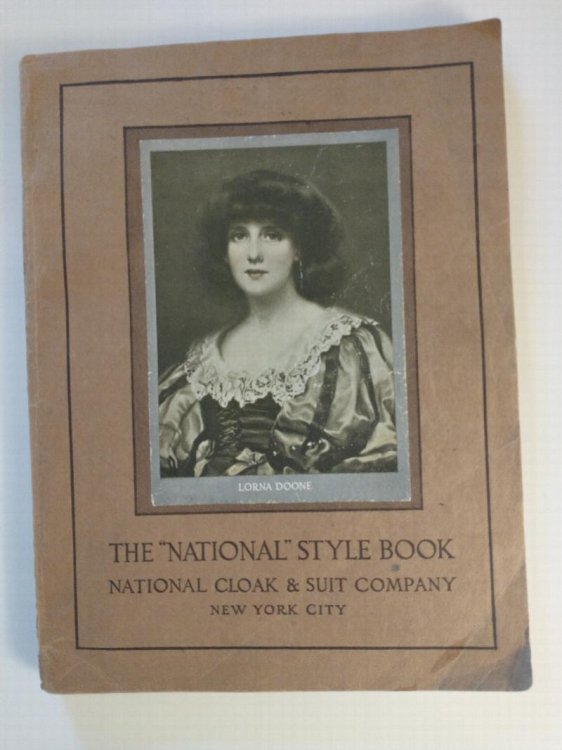 LORNA DOONE
THE "NATIONAL" STYLE BOOK
NATIONAL CLOAK & SUIT COMPANY
NEW YORK CITY